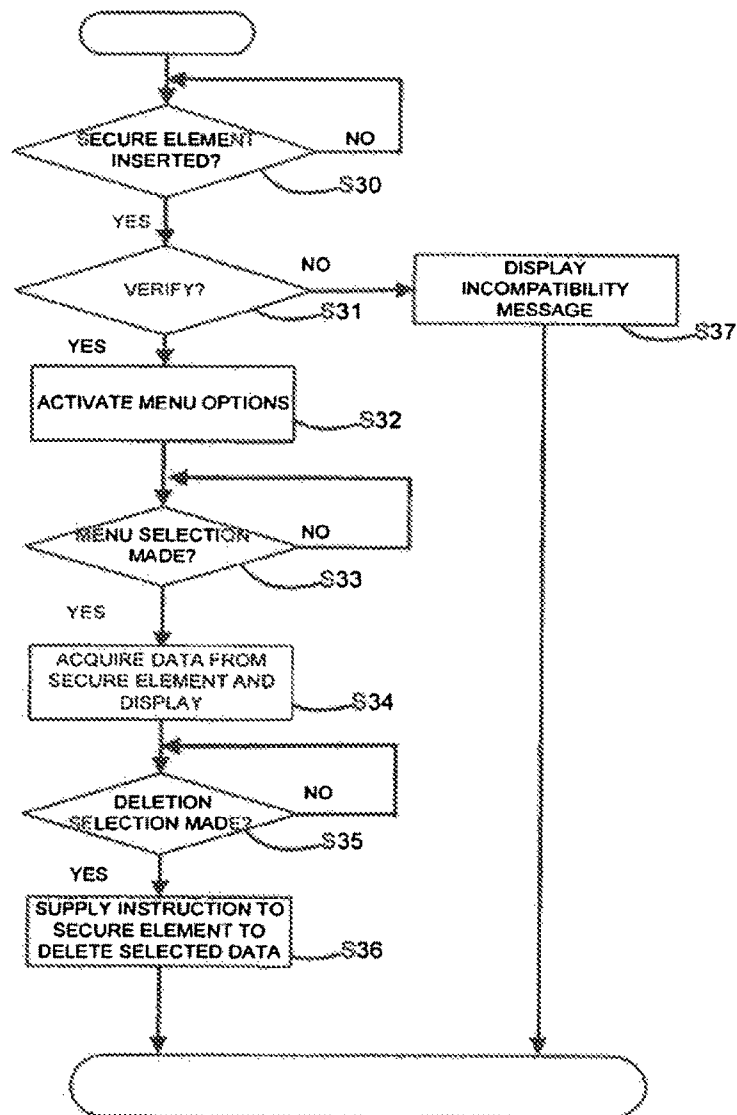 SECURE ELEMENT
INSERTED?
NO
S30
YES
VERIFY?
NO
S31
DISPLAY
INCOMPATIBILITY
MESSAGE
S37
YES
ACTIVATE MENU OPTIONS
S32
MENU SELECTION
MADE?
NO
S33
YES
ACQUIRE DATA FROM
SECURE ELEMENT AND
DISPLAY
S34
DELETION
SELECTION MADE?
NO
S35
YES
SUPPLY INSTRUCTION TO
SECURE ELEMENT TO
DELETE SELECTED DATA
S36